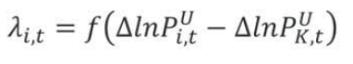 λ_{i,t} = f(ΔlnP^U_{i,t} − ΔlnP^U_{K,t})